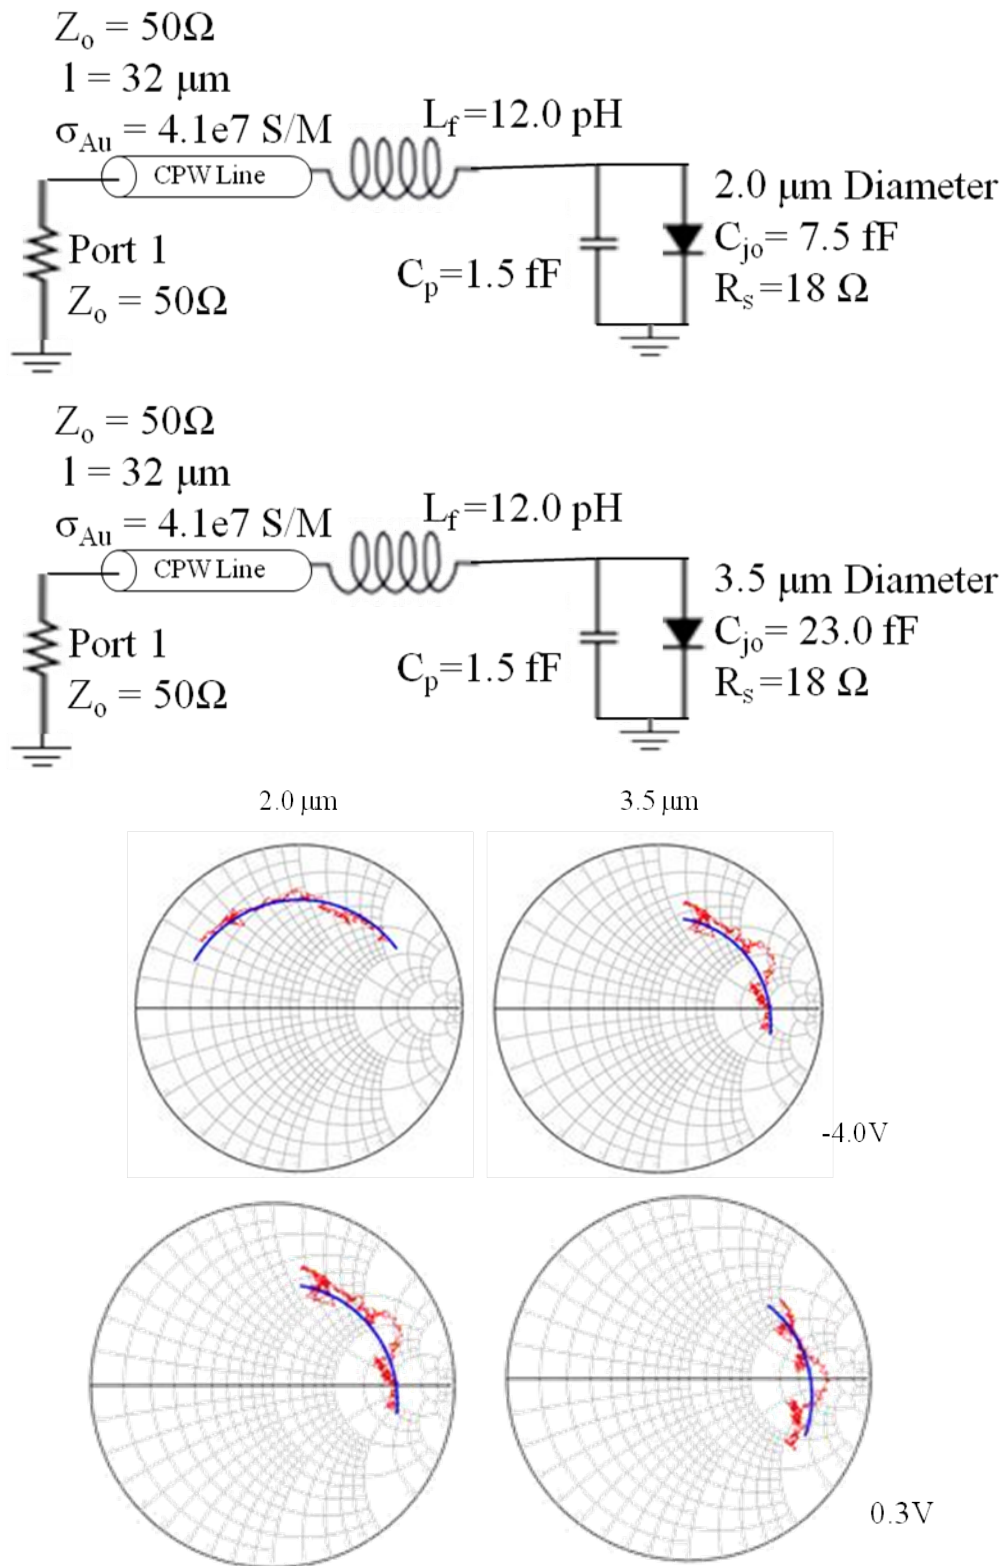 Zo = 50Ω
l = 32 μm
σAu = 4.1e7 S/M
Lf=12.0 pH
CPW Line
2.0 μm Diameter
Port 1
Cjo= 7.5 fF
Cp=1.5 fF
Rs=18 Ω
Zo = 50Ω
Zo = 50Ω
l = 32 μm
σAu = 4.1e7 S/M
Lf=12.0 pH
CPW Line
3.5 μm Diameter
Port 1
Cjo= 23.0 fF
Cp=1.5 fF
Rs=18 Ω
Zo = 50Ω
2.0 μm
3.5 μm
-4.0V
0.3V